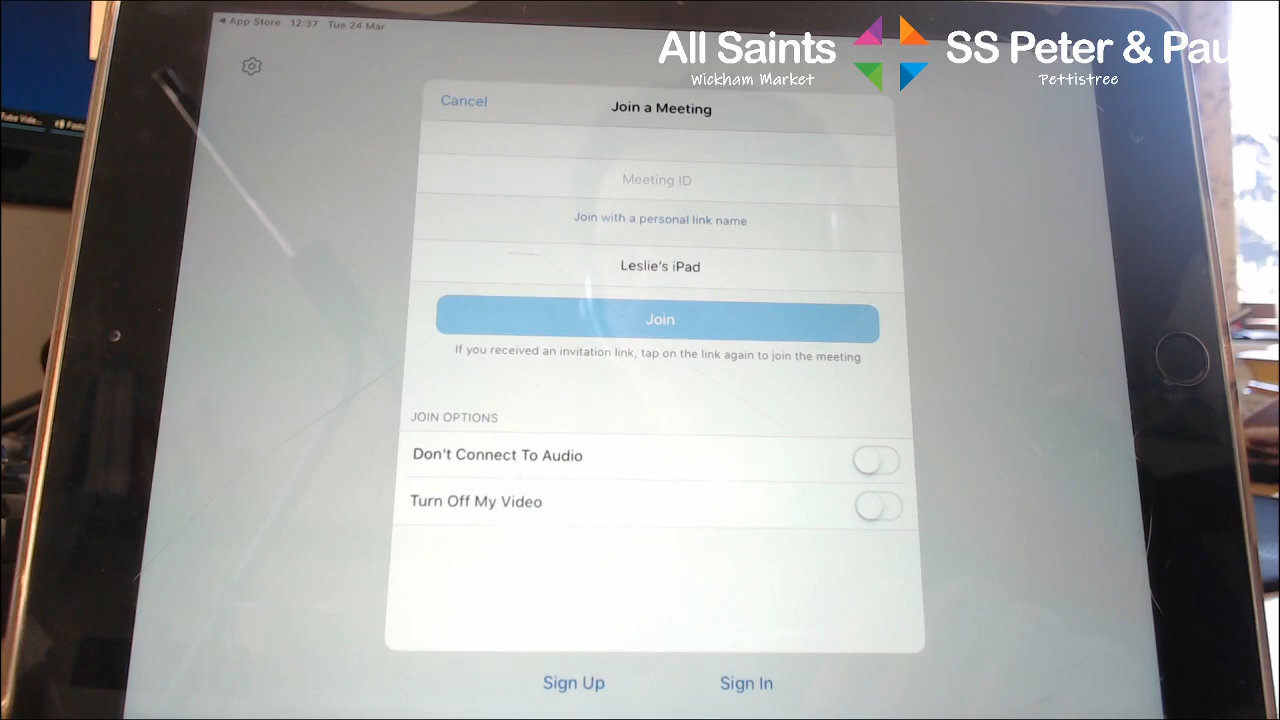 App Store 12:37 Tue 24 Mar
All Saints
Wickham Market
SS Peter & Pau
Pettistree
Cancel
Join a Meeting
Meeting ID
Join with a personal link name
Leslie's iPad
Join
If you received an invitation link, tap on the link again to join the meeting
JOIN OPTIONS
Don't Connect To Audio
Turn Off My Video
Sign Up
Sign In